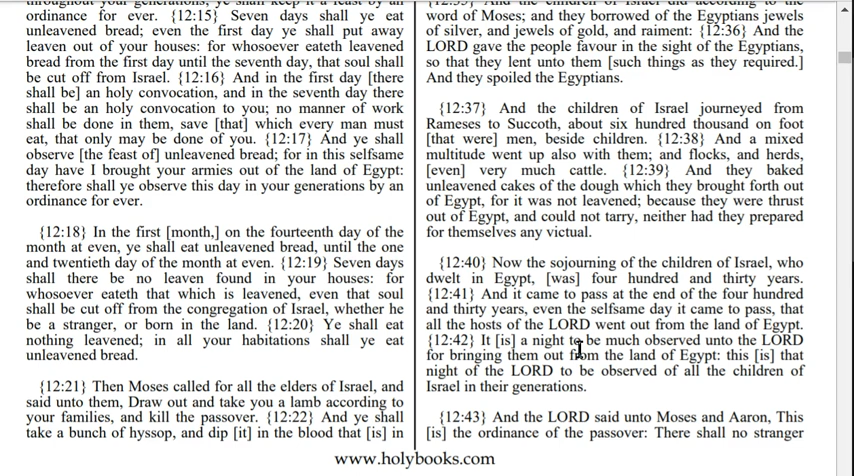 throughout your generations; ye shall keep it a feast by an
ordinance for ever. {12:15} Seven days shall ye eat
unleavened bread; even the first day ye shall put away
leaven out of your houses: for whosoever eateth leavened
bread from the first day until the seventh day, that soul shall
be cut off from Israel. {12:16} And in the first day [there
shall be] an holy convocation, and in the seventh day there
shall be an holy convocation to you; no manner of work
shall be done in them, save [that] which every man must
eat, that only may be done of you. {12:17} And ye shall
observe [the feast of] unleavened bread; for in this selfsame
day have I brought your armies out of the land of Egypt:
therefore shall ye observe this day in your generations by an
ordinance for ever.
{12:18} In the first [month,] on the fourteenth day of the
month at even, ye shall eat unleavened bread, until the one
and twentieth day of the month at even. {12:19} Seven days
shall there be no leaven found in your houses: for
whosoever eateth that which is leavened, even that soul
shall be cut off from the congregation of Israel, whether he
be a stranger, or born in the land. {12:20} Ye shall eat
nothing leavened; in all your habitations shall ye eat
unleavened bread.
{12:21} Then Moses called for all the elders of Israel, and
said unto them, Draw out and take you a lamb according to
your families, and kill the passover. {12:22} And ye shall
take a bunch of hyssop, and dip [it] in the blood that [is] in
{12:35} And the children of Israel did according to the
word of Moses; and they borrowed of the Egyptians jewels
of silver, and jewels of gold, and raiment: {12:36} And the
LORD gave the people favour in the sight of the Egyptians,
so that they lent unto them [such things as they required.]
And they spoiled the Egyptians.
{12:37} And the children of Israel journeyed from
Rameses to Succoth, about six hundred thousand on foot
[that were] men, beside children. {12:38} And a mixed
multitude went up also with them; and flocks, and herds,
[even] very much cattle. {12:39} And they baked
unleavened cakes of the dough which they brought forth out
of Egypt, for it was not leavened; because they were thrust
out of Egypt, and could not tarry, neither had they prepared
for themselves any victual.
{12:40} Now the sojourning of the children of Israel, who
dwelt in Egypt, [was] four hundred and thirty years.
{12:41} And it came to pass at the end of the four hundred
and thirty years, even the selfsame day it came to pass, that
all the hosts of the LORD went out from the land of Egypt.
{12:42} It [is] a night to be much observed unto the LORD
for bringing them out from the land of Egypt: this [is] that
night of the LORD to be observed of all the children of
Israel in their generations.
{12:43} And the LORD said unto Moses and Aaron, This
[is] the ordinance of the passover: There shall no stranger
www.holybooks.com